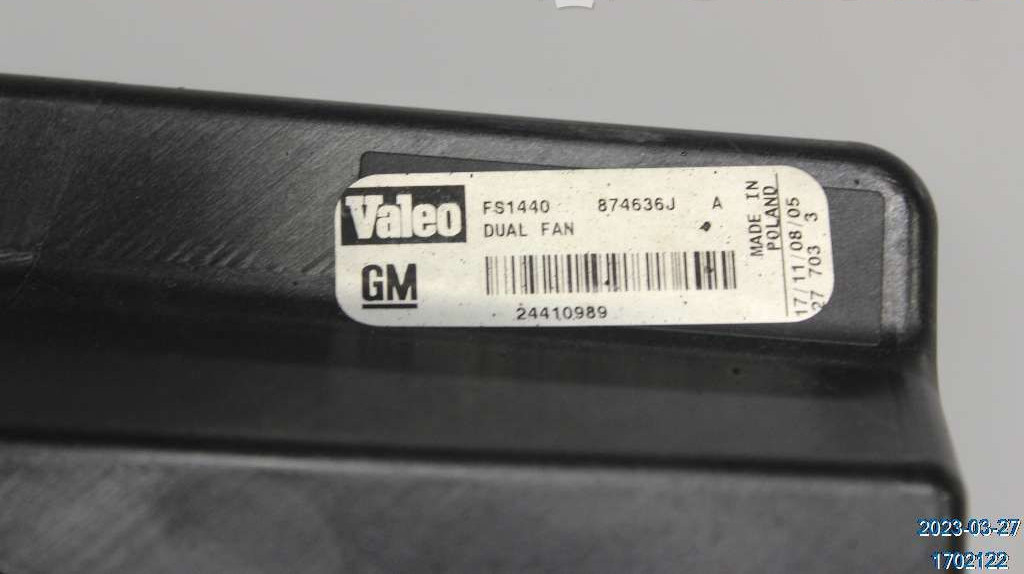 Valeo FS1440 874636J A
DUAL FAN
GM
24410989
MADE IN
POLAND
17/11/08/05
27 703 3
2023-03-27
1702122